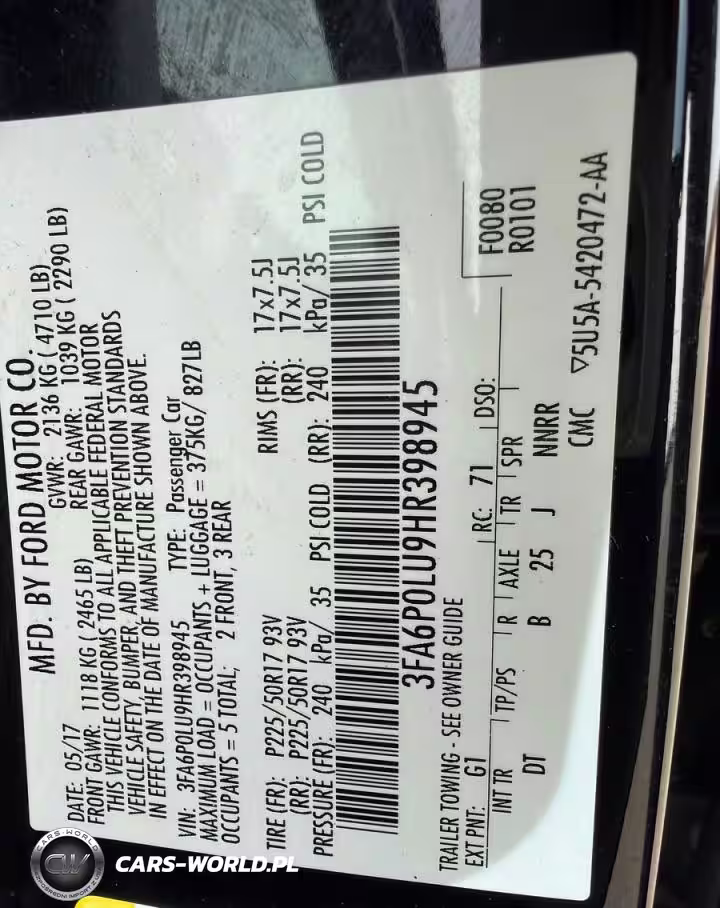 MFD. BY FORD MOTOR CO.
DATE: 05/17 GVWR: 2136 KG ( 4710 LB)
FRONT GAWR: 1118 KG ( 2465 LB) REAR GAWR: 1039 KG ( 2290 LB)
THIS VEHICLE CONFORMS TO ALL APPLICABLE FEDERAL MOTOR
VEHICLE SAFETY, BUMPER, AND THEFT PREVENTION STANDARDS
IN EFFECT ON THE DATE OF MANUFACTURE SHOWN ABOVE.
VIN: 3FA6P0LU9HR398945 TYPE: Passenger Car
MAXIMUM LOAD = OCCUPANTS + LUGGAGE = 375KG/ 827LB
OCCUPANTS = 5 TOTAL; 2 FRONT, 3 REAR
TIRE (FR): P225/50R17 93V RIMS (FR): 17x7.5J
(RR): P225/50R17 93V (RR): 17x7.5J
PRESSURE (FR): 240 kPa/ 35 PSI COLD (RR): 240 kPa/ 35 PSI COLD
3FA6P0LU9HR398945
F0080
R0101
TRAILER TOWING - SEE OWNER GUIDE
EXT PNT: G1 RC: 71 DSO:
INT TR TP/PS R AXLE TR SPR
DT B 25 J NNRR
CMC ▽5U5A-5420472-AA
CARS-WORLD
CW
CARS-WORLD.PL